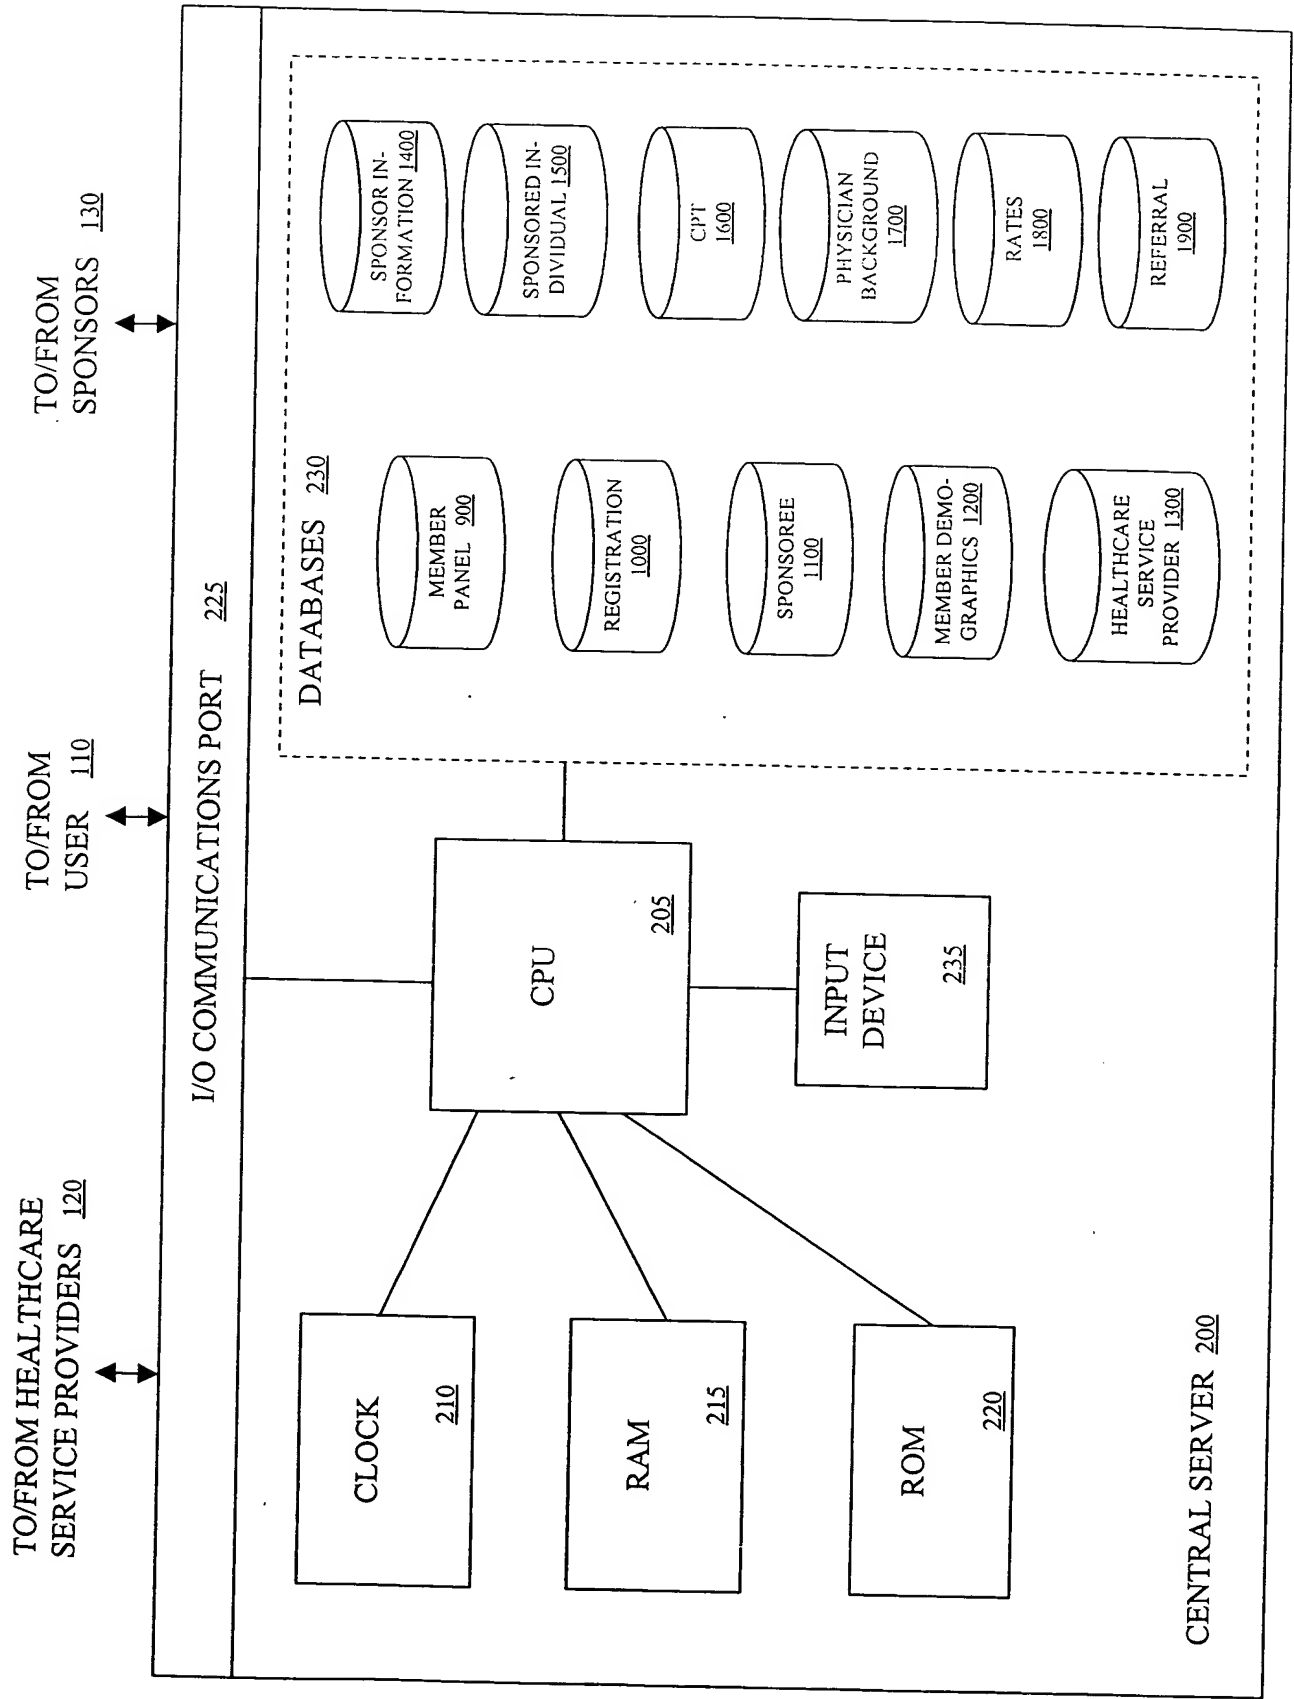 TO/FROM HEALTHCARE
SERVICE PROVIDERS 120
TO/FROM
USER 110
TO/FROM
SPONSORS 130
I/O COMMUNICATIONS PORT 225
CLOCK
210
RAM
215
ROM
220
CPU
205
INPUT
DEVICE
235
DATABASES 230
MEMBER
PANEL 900
REGISTRATION
1000
SPONSOREE
1100
MEMBER DEMO-
GRAPHICS 1200
HEALTHCARE
SERVICE
PROVIDER 1300
SPONSOR IN-
FORMATION 1400
SPONSORED IN-
DIVIDUAL 1500
CPT
1600
PHYSICIAN
BACKGROUND
1700
RATES
1800
REFERRAL
1900
CENTRAL SERVER 200